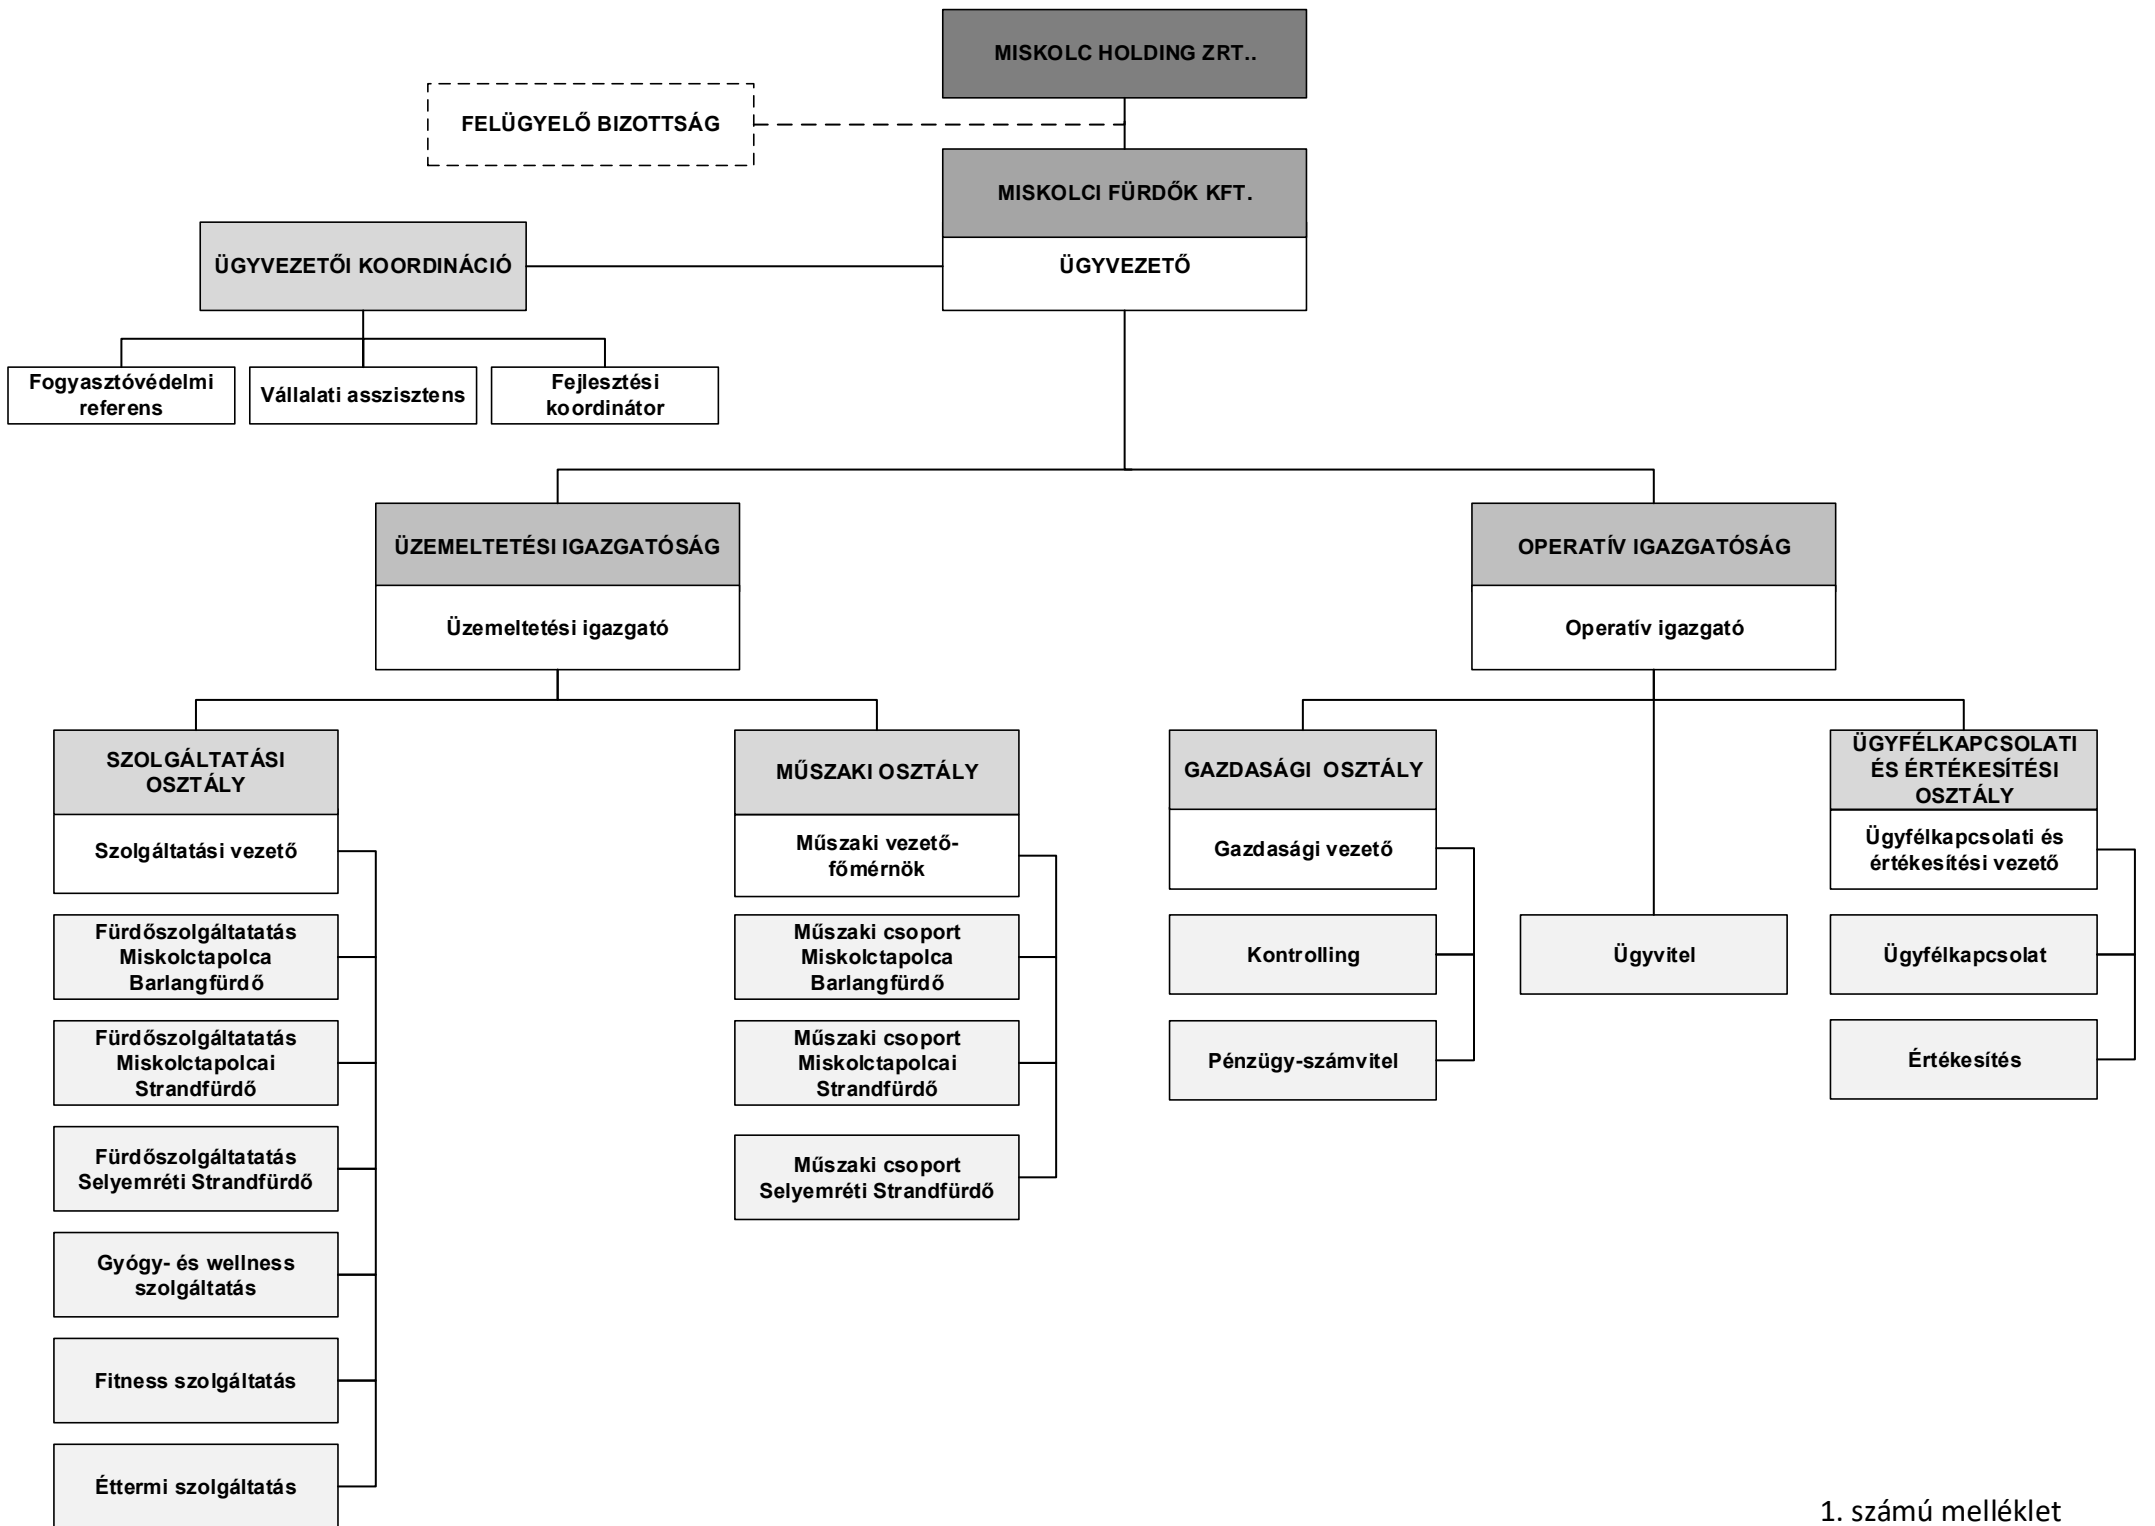 MISKOLC HOLDING ZRT..
FELÜGYELŐ BIZOTTSÁG
MISKOLCI FÜRDŐK KFT.
ÜGYVEZETŐ
ÜGYVEZETŐI KOORDINÁCIÓ
Fogyasztóvédelmi
referens
Vállalati asszisztens
Fejlesztési
koordinátor
ÜZEMELTETÉSI IGAZGATÓSÁG
Üzemeltetési igazgató
OPERATÍV IGAZGATÓSÁG
Operatív igazgató
SZOLGÁLTATÁSI
OSZTÁLY
Szolgáltatási vezető
Fürdőszolgáltatatás
Miskolctapolca
Barlangfürdő
Fürdőszolgáltatatás
Miskolctapolcai
Strandfürdő
Fürdőszolgáltatatás
Selyemréti Strandfürdő
Gyógy- és wellness
szolgáltatás
Fitness szolgáltatás
Éttermi szolgáltatás
MŰSZAKI OSZTÁLY
Műszaki vezető-
főmérnök
Műszaki csoport
Miskolctapolca
Barlangfürdő
Műszaki csoport
Miskolctapolcai
Strandfürdő
Műszaki csoport
Selyemréti Strandfürdő
GAZDASÁGI OSZTÁLY
Gazdasági vezető
Kontrolling
Pénzügy-számvitel
Ügyvitel
ÜGYFÉLKAPCSOLATI
ÉS ÉRTÉKESÍTÉSI
OSZTÁLY
Ügyfélkapcsolati és
értékesítési vezető
Ügyfélkapcsolat
Értékesítés
1. számú melléklet